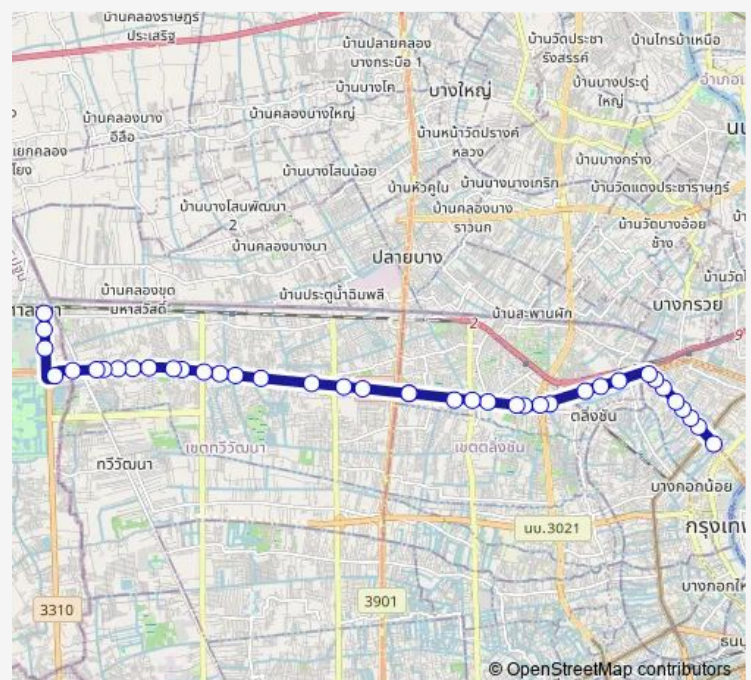 บ้านคลองราษฎร์
ประเสริฐ
บ้านปลายคลอง
บางกระบือ 1
บ้านวัดประชา
รังสรรค์
บ้านไทรม้าเหนือ
บ้านบางโค
บางใหญ่
บ้านบางประดู่
ใหญ่
บ้านคลองบาง
อีลือ
บ้านคลองบางใหญ่
บ้านหน้าวัดปรางค์
หลวง
บ้านบางกร่าง
บ้านบางโสนน้อย
บ้านหัวคูใน
บ้านบางนางเกริก
บ้านวัดแดงประชาราษฎร์
บ้านบางโสนพัฒนา
2
บ้านคลองบาง
ราวนก
บ้านวัดบางอ้อย
ช้าง
บ้านคลองบางนา
ปลายบาง
บ้านคลองขุด
มหาสวัสดิ์
บ้านประตูน้ำฉิมพลี
บ้านสะพานผัก
บางกรวย
2
9
ตลิ่งชัน
เขตทวีวัฒนา
เขตตลิ่งชัน
ทวีวัฒนา
บางกอกน้อย
นบ.3021
3901
3310
© OpenStreetMap contributors